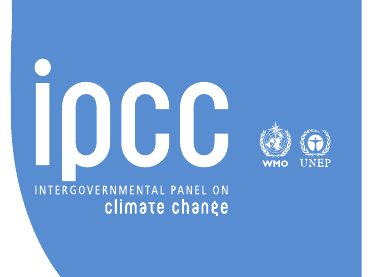 ipcc
INTERGOVERNMENTAL PANEL ON
climate change
WMO
UNEP